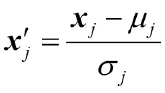 x′_j = (x_j − μ_j) / σ_j